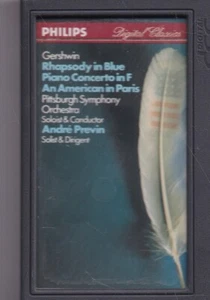 PHILIPS Digital Classics
Gershwin
Rhapsody in Blue
Piano Concerto in F
An American in Paris
Pittsburgh Symphony
Orchestra
Soloist & Conductor
André Previn
Solist & Dirigent